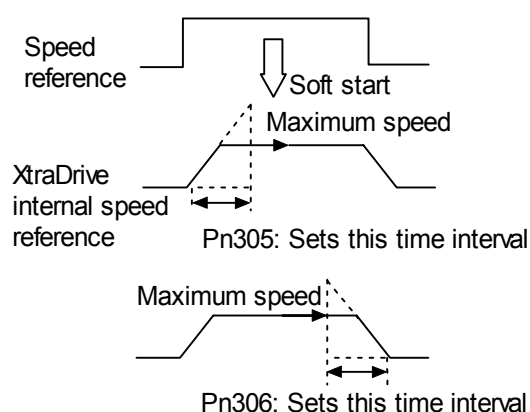 Speed
reference
Soft start
Maximum speed
XtraDrive
internal speed
reference
Pn305: Sets this time interval
Maximum speed
Pn306: Sets this time interval